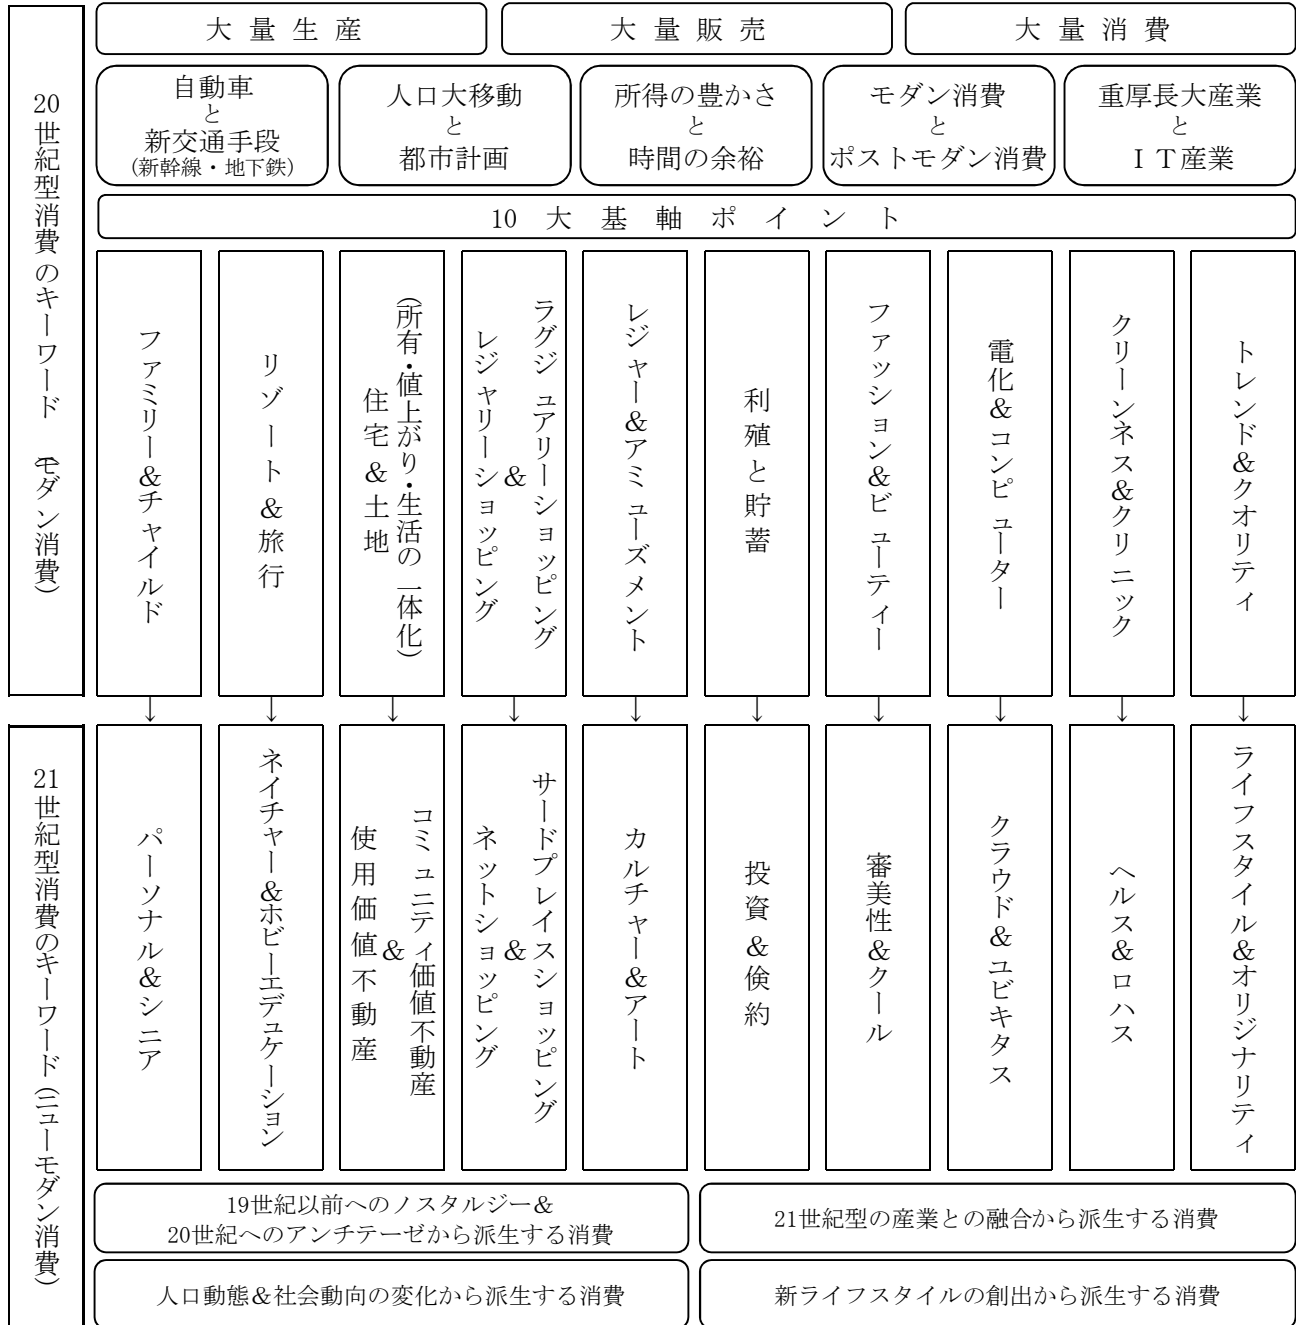 大量生産
大量販売
大量消費
20世紀型消費のキーワード(モダン消費)
自動車
と
新交通手段
(新幹線・地下鉄)
人口大移動
と
都市計画
所得の豊かさ
と
時間の余裕
モダン消費
と
ポストモダン消費
重厚長大産業
と
IT産業
10大基軸ポイント
ファミリー&チャイルド
リゾート&旅行
住宅&土地
(所有・値上がり・生活の一体化)
ラグジュアリーショッピング
&
レジャリーショッピング
レジャー&アミューズメント
利殖と貯蓄
ファッション&ビューティー
電化&コンピューター
クリーンネス&クリニック
トレンド&クオリティ
↓ ↓ ↓ ↓ ↓ ↓ ↓ ↓ ↓ ↓
21世紀型消費のキーワード(ニューモダン消費)
パーソナル&シニア
ネイチャー&ホビーエデュケーション
コミュニティ価値不動産
&
使用価値不動産
サードプレイスショッピング
&
ネットショッピング
カルチャー&アート
投資&倹約
審美性&クール
クラウド&ユビキタス
ヘルス&ロハス
ライフスタイル&オリジナリティ
19世紀以前へのノスタルジー&
20世紀へのアンチテーゼから派生する消費
21世紀型の産業との融合から派生する消費
人口動態&社会動向の変化から派生する消費
新ライフスタイルの創出から派生する消費